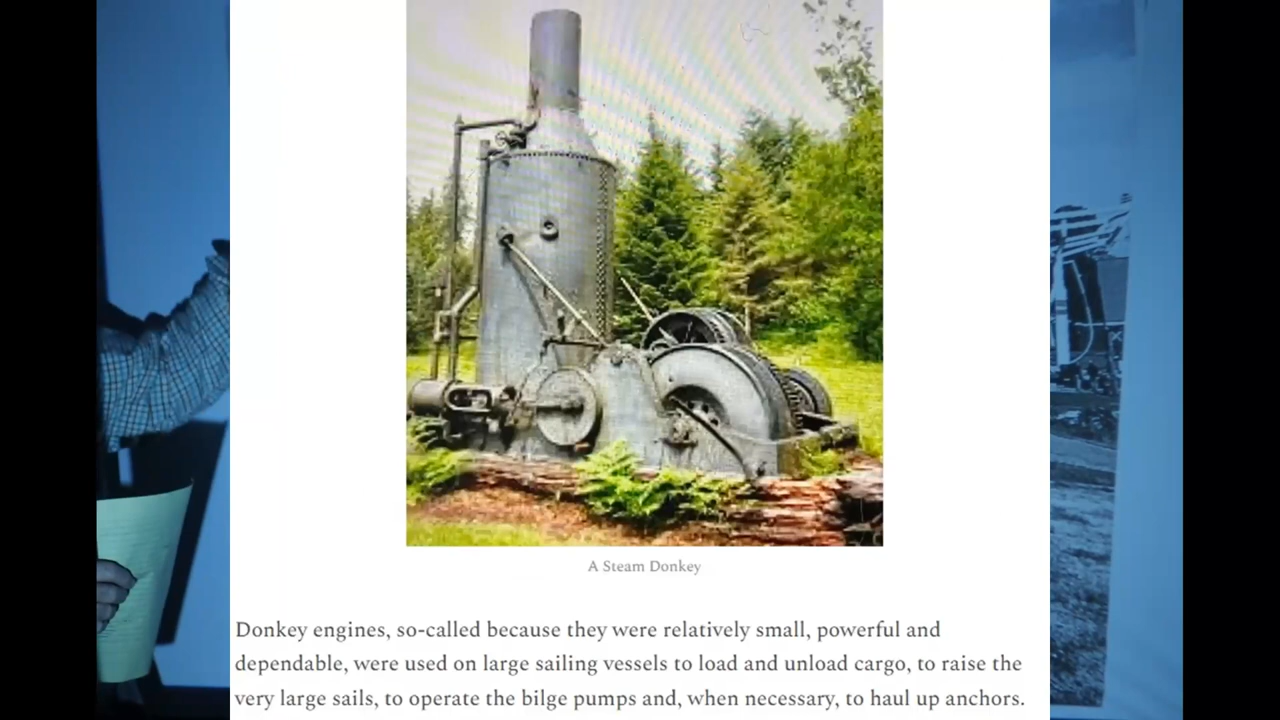 A Steam Donkey
Donkey engines, so-called because they were relatively small, powerful and
dependable, were used on large sailing vessels to load and unload cargo, to raise the
very large sails, to operate the bilge pumps and, when necessary, to haul up anchors.